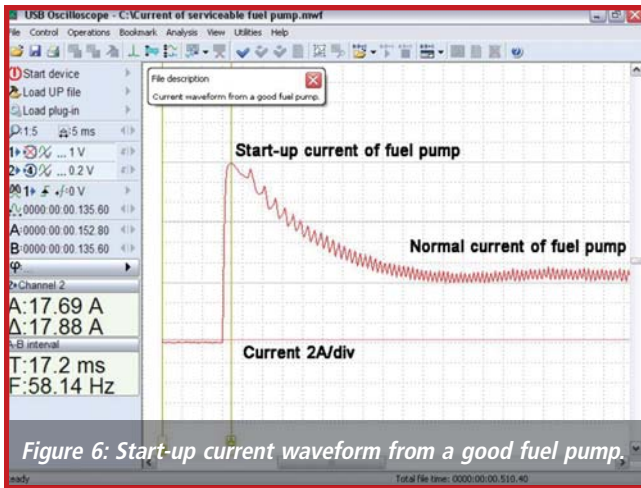 USB Oscilloscope - C:\Current of serviceable fuel pump.mwf
File Control Operations Bookmark Analysis View Utilities Help
Start device
Load UP file
Load plug-in
1:5 5 ms
1 ... 1 V
2 ... 0.2 V
1 0 V
0000:00:00.135.60
A:0000:00:00.152.80
B:0000:00:00.135.60
φ:...
2 Channel 2
A:17.69 A
Δ:17.88 A
A-B interval
T:17.2 ms
F:58.14 Hz
File description
Current waveform from a good fuel pump.
Start-up current of fuel pump
Normal current of fuel pump
Current 2A/div
Figure 6: Start-up current waveform from a good fuel pump.
Ready
Total file time: 0000:00:00.510.40